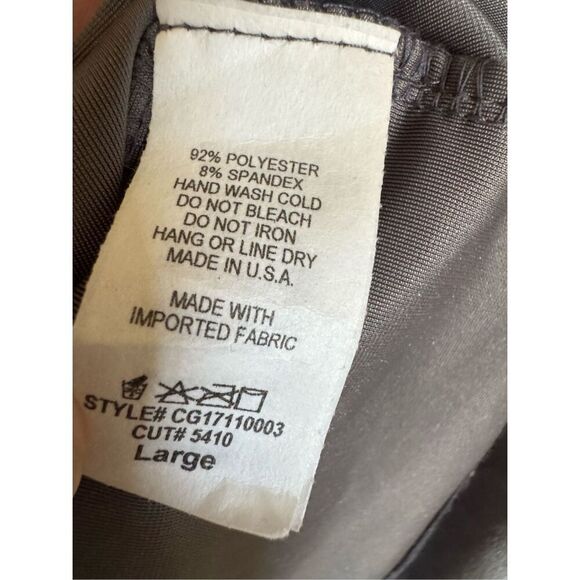 92% POLYESTER
8% SPANDEX
HAND WASH COLD
DO NOT BLEACH
DO NOT IRON
HANG OR LINE DRY
MADE IN U.S.A.
MADE WITH
IMPORTED FABRIC
STYLE# CG17110003
CUT# 5410
Large